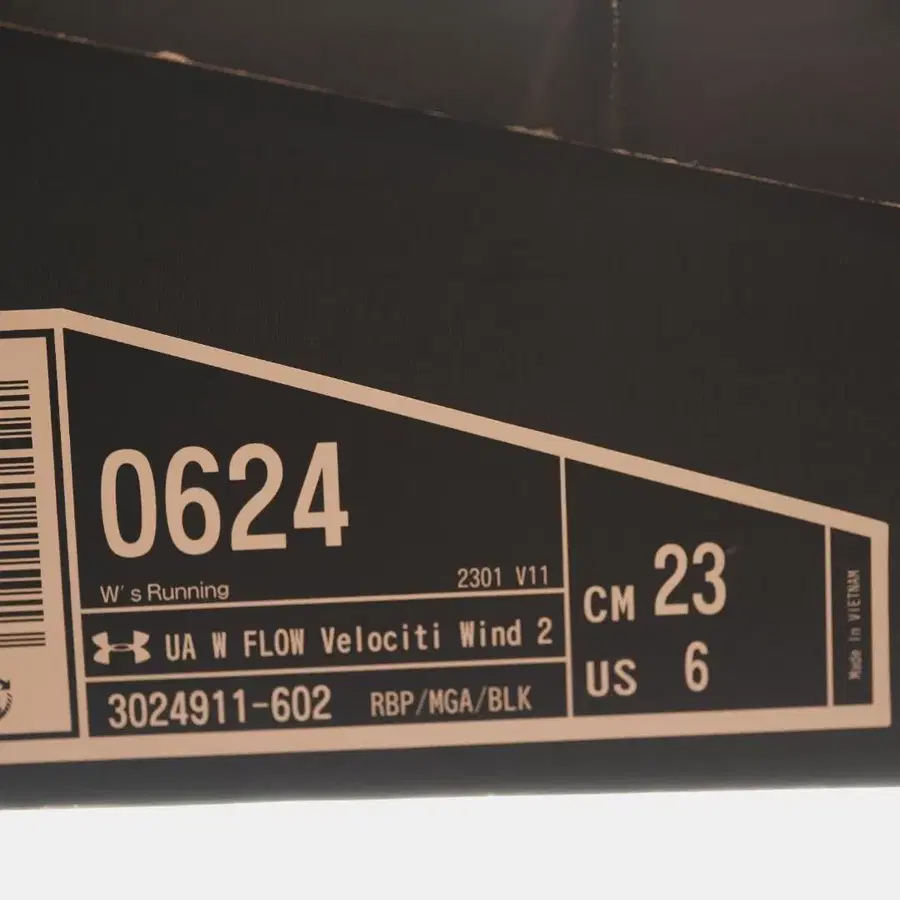 0624
W's Running
2301 V11
UA W FLOW Velociti Wind 2
3024911-602 RBP/MGA/BLK
CM 23
US 6
Made in VIETNAM